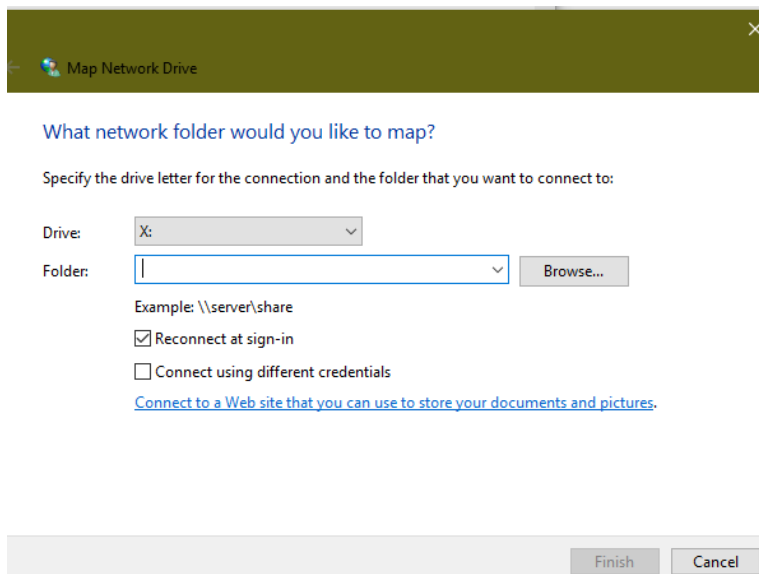 Map Network Drive
What network folder would you like to map?
Specify the drive letter for the connection and the folder that you want to connect to:
Drive: X:
Folder: Browse...
Example: \\server\share
Reconnect at sign-in
Connect using different credentials
Connect to a Web site that you can use to store your documents and pictures.
Finish Cancel